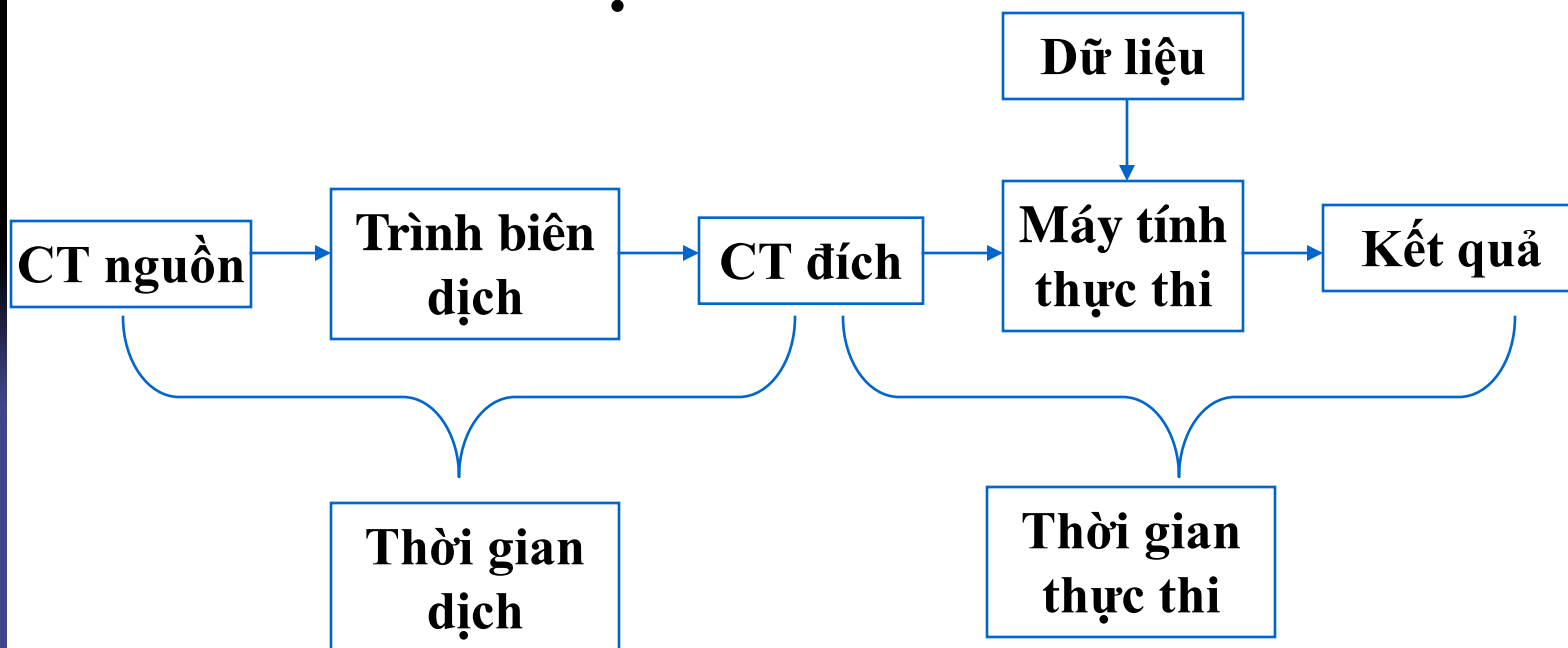 Dữ liệu
CT nguồn
Trình biên
dịch
CT đích
Máy tính
thực thi
Kết quả
Thời gian
dịch
Thời gian
thực thi